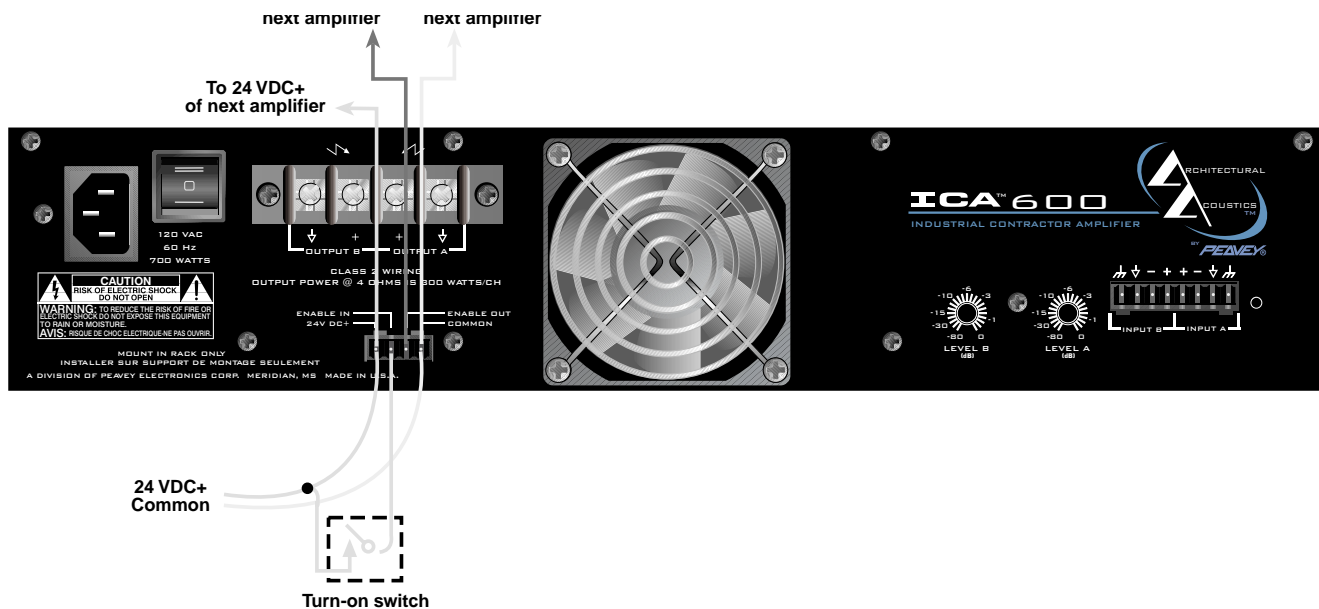 next amplifier next amplifier
To 24 VDC+
of next amplifier
120 VAC
60 Hz
700 WATTS
OUTPUT B + + OUTPUT A
CLASS 2 WIRING
OUTPUT POWER @ 4 OHMS IS 300 WATTS/CH
CAUTION
RISK OF ELECTRIC SHOCK
DO NOT OPEN
WARNING: TO REDUCE THE RISK OF FIRE OR
ELECTRIC SHOCK DO NOT EXPOSE THIS EQUIPMENT
TO RAIN OR MOISTURE.
AVIS: RISQUE DE CHOC ELECTRIQUE-NE PAS OUVRIR.
ENABLE IN ENABLE OUT
24V DC+ COMMON
MOUNT IN RACK ONLY
INSTALLER SUR SUPPORT DE MONTAGE SEULEMENT
A DIVISION OF PEAVEY ELECTRONICS CORP. MERIDIAN, MS MADE IN U.S.A.
ICA™ 600
INDUSTRIAL CONTRACTOR AMPLIFIER
ARCHITECTURAL
ACOUSTICS
TM
BY PEAVEY®
-6
-10 -3
-15 -1
-30
-80 0
LEVEL B
(dB)
-6
-10 -3
-15 -1
-30
-80 0
LEVEL A
(dB)
- + + -
INPUT B INPUT A
24 VDC+
Common
Turn-on switch